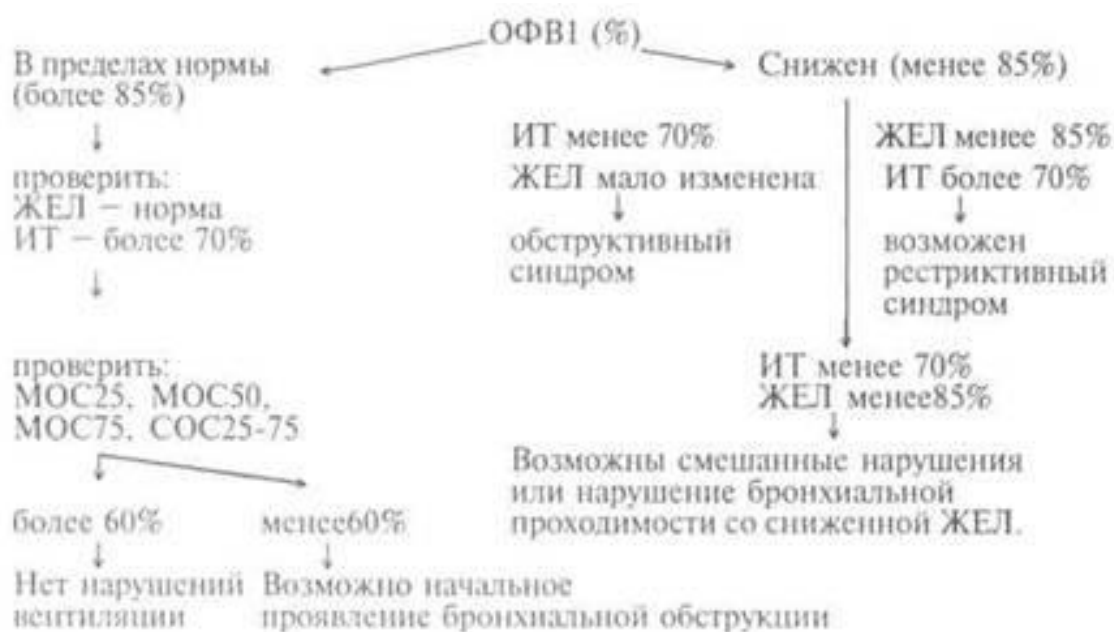 ОФВ1 (%)
В пределах нормы
(более 85%)
проверить:
ЖЕЛ – норма
ИТ – более 70%
проверить:
МОС25, МОС50,
МОС75, СОС25-75
более 60%
Нет нарушений
вентиляции
менее60%
Возможно начальное
проявление бронхиальной обструкции
Снижен (менее 85%)
ИТ менее 70%
ЖЕЛ мало изменена
обструктивный
синдром
ЖЕЛ менее 85%
ИТ более 70%
возможен
рестриктивный
синдром
ИТ менее 70%
ЖЕЛ менее85%
Возможны смешанные нарушения
или нарушение бронхиальной
проходимости со сниженной ЖЕЛ.